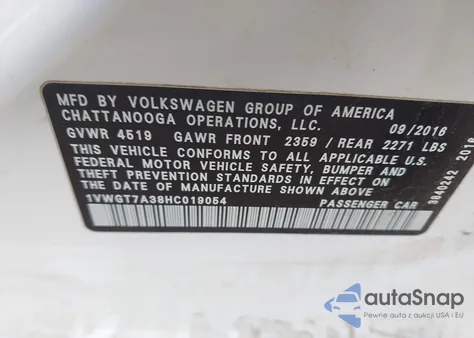 MFD BY VOLKSWAGEN GROUP OF AMERICA
CHATTANOOGA OPERATIONS, LLC. 09/2016
GVWR 4519 GAWR FRONT 2359 / REAR 2271 LBS
THIS VEHICLE CONFORMS TO ALL APPLICABLE U.S.
FEDERAL MOTOR VEHICLE SAFETY, BUMPER AND
THEFT PREVENTION STANDARDS IN EFFECT ON THE
DATE OF MANUFACTURE SHOWN ABOVE.
1VWGT7A38HC019054 PASSENGER CAR
3840242 2016
autoSnap
Pewne auta z aukcji USA i EU